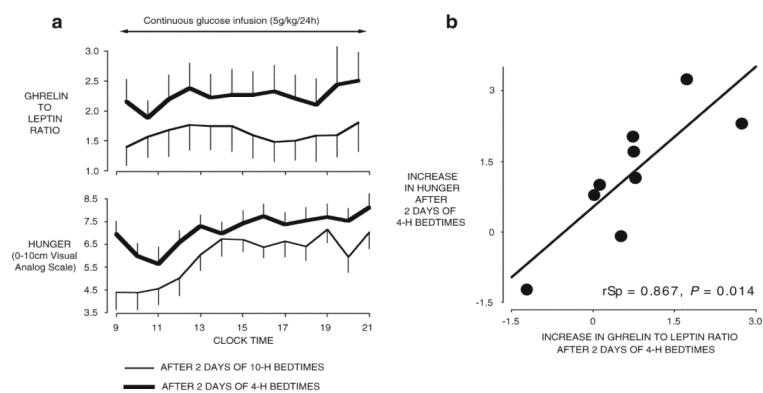 a
Continuous glucose infusion (5g/kg/24h)
3.0
2.5
2.0
1.5
1.0
GHRELIN
TO
LEPTIN
RATIO
8.5
7.5
6.5
5.5
4.5
3.5
HUNGER
(0-10cm Visual
Analog Scale)
9 11 13 15 17 19 21
CLOCK TIME
AFTER 2 DAYS OF 10-H BEDTIMES
AFTER 2 DAYS OF 4-H BEDTIMES
b
3
1.5
0
-1.5
INCREASE
IN HUNGER
AFTER
2 DAYS OF
4-H BEDTIMES
rSp = 0.867, P = 0.014
-1.5 0 1.5 3.0
INCREASE IN GHRELIN TO LEPTIN RATIO
AFTER 2 DAYS OF 4-H BEDTIMES